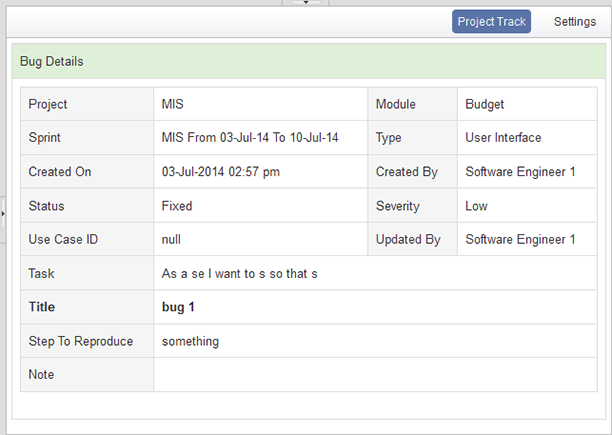 Project Track Settings
Bug Details
Project MIS Module Budget
Sprint MIS From 03-Jul-14 To 10-Jul-14 Type User Interface
Created On 03-Jul-2014 02:57 pm Created By Software Engineer 1
Status Fixed Severity Low
Use Case ID null Updated By Software Engineer 1
Task As a se I want to s so that s
Title bug 1
Step To Reproduce something
Note